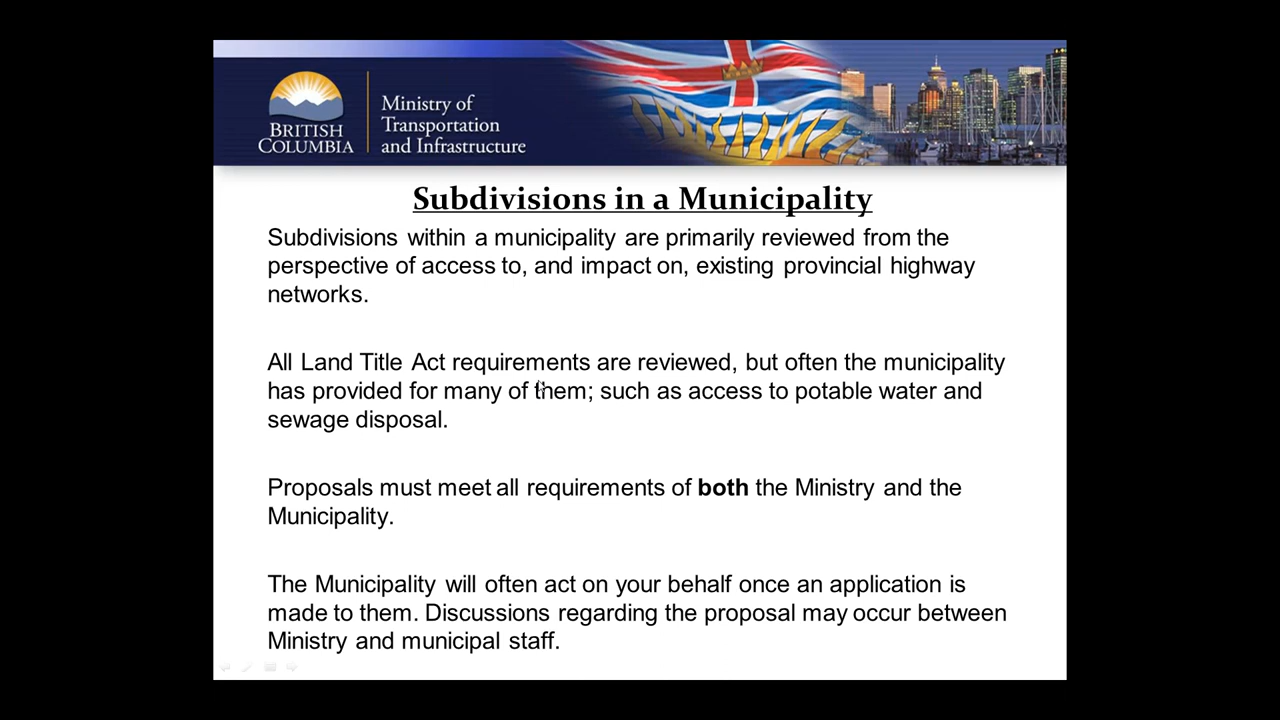 BRITISH
COLUMBIA
Ministry of
Transportation
and Infrastructure
Subdivisions in a Municipality
Subdivisions within a municipality are primarily reviewed from the
perspective of access to, and impact on, existing provincial highway
networks.
All Land Title Act requirements are reviewed, but often the municipality
has provided for many of them; such as access to potable water and
sewage disposal.
Proposals must meet all requirements of both the Ministry and the
Municipality.
The Municipality will often act on your behalf once an application is
made to them. Discussions regarding the proposal may occur between
Ministry and municipal staff.